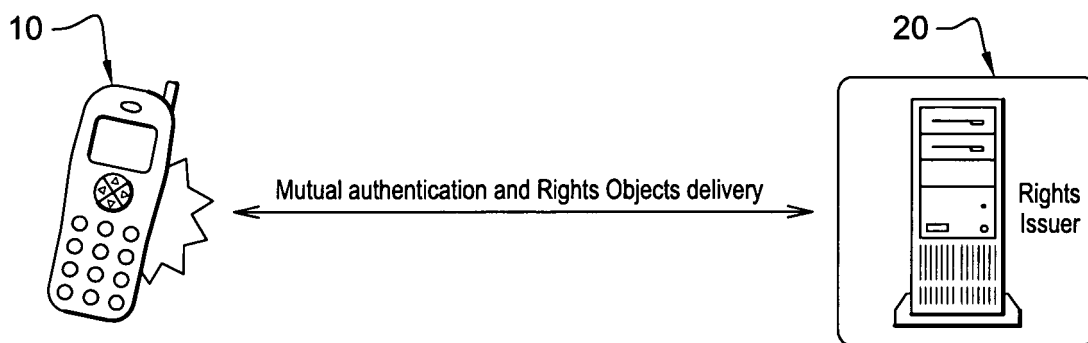 10
20
Mutual authentication and Rights Objects delivery
Rights
Issuer